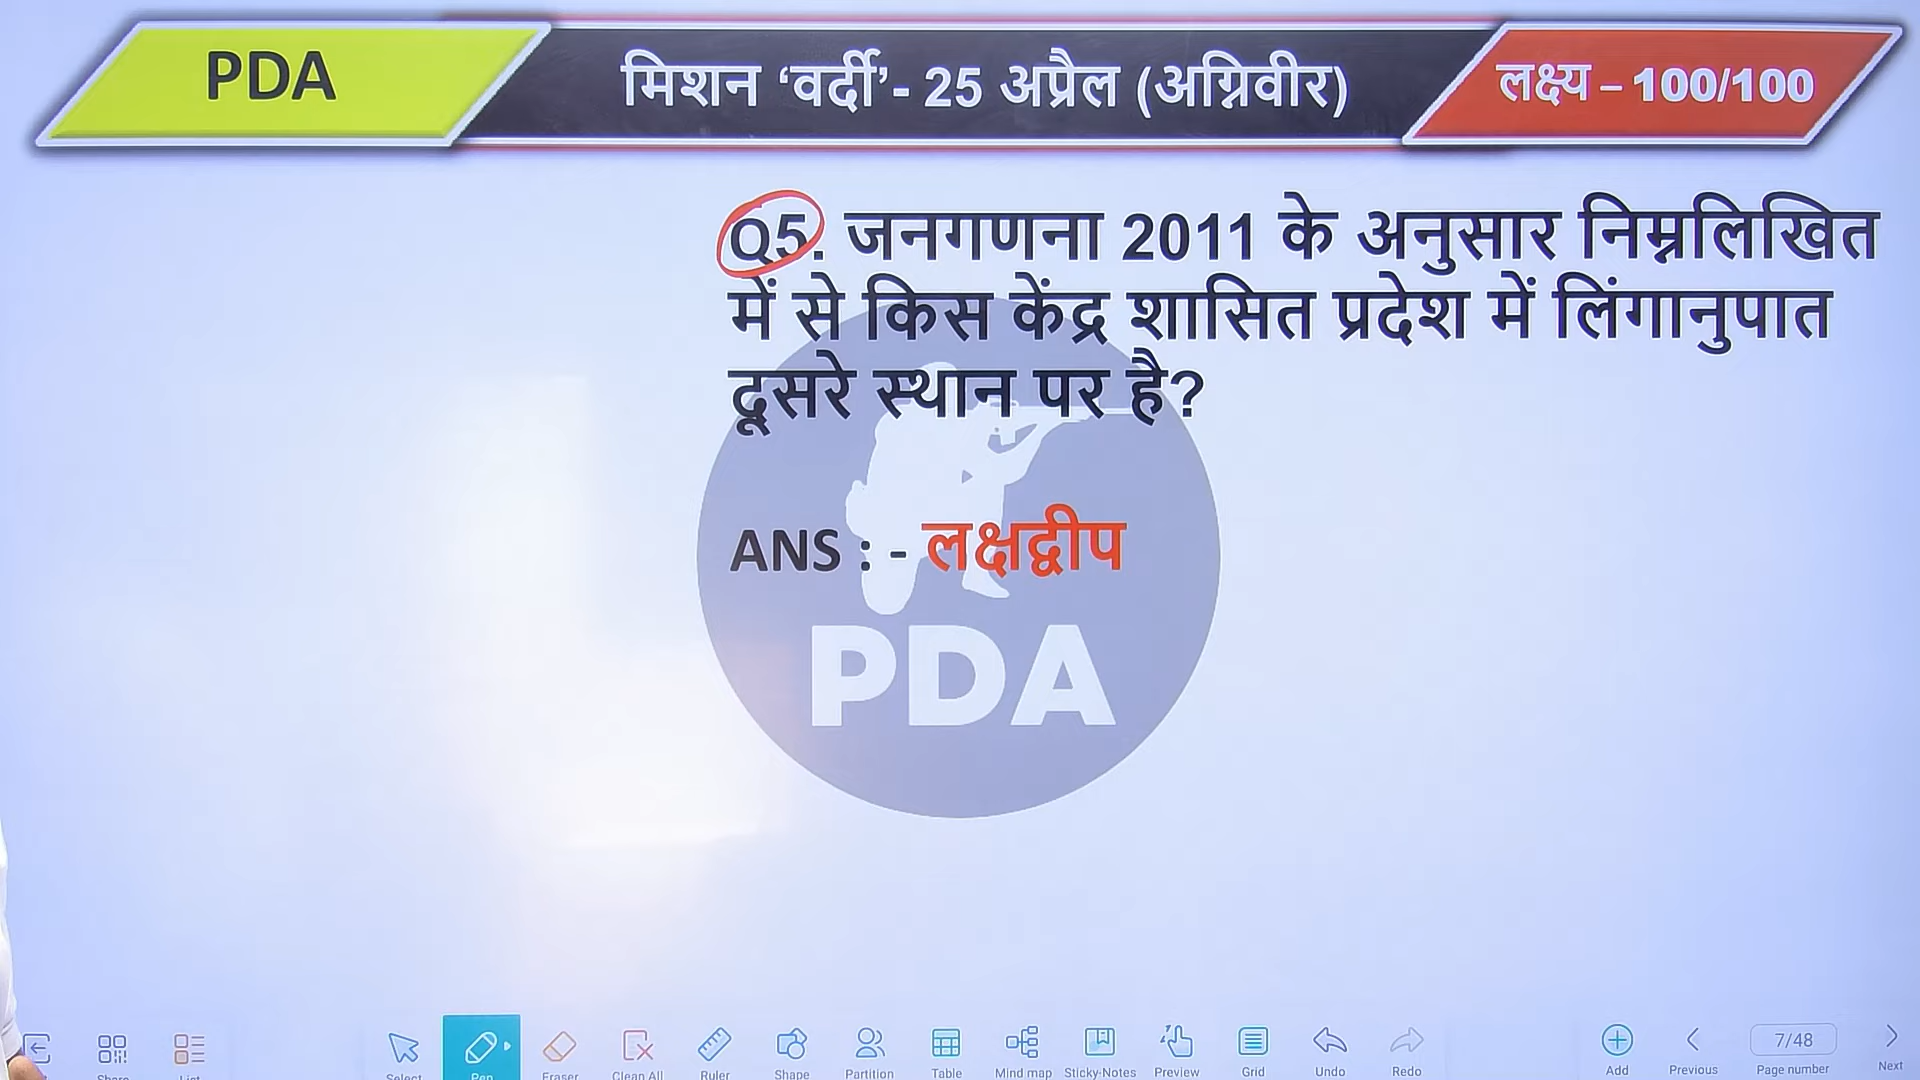 PDA
मिशन ‘वर्दी’- 25 अप्रैल (अग्निवीर)
लक्ष्य – 100/100
Q5. जनगणना 2011 के अनुसार निम्नलिखित
में से किस केंद्र शासित प्रदेश में लिंगानुपात
दूसरे स्थान पर है?
ANS : - लक्षद्वीप
PDA
Share
List
Select
Pen
Eraser
Clean All
Ruler
Shape
Partition
Table
Mind map
Sticky-Notes
Preview
Grid
Undo
Redo
Add
Previous
7/48
Page number
Next